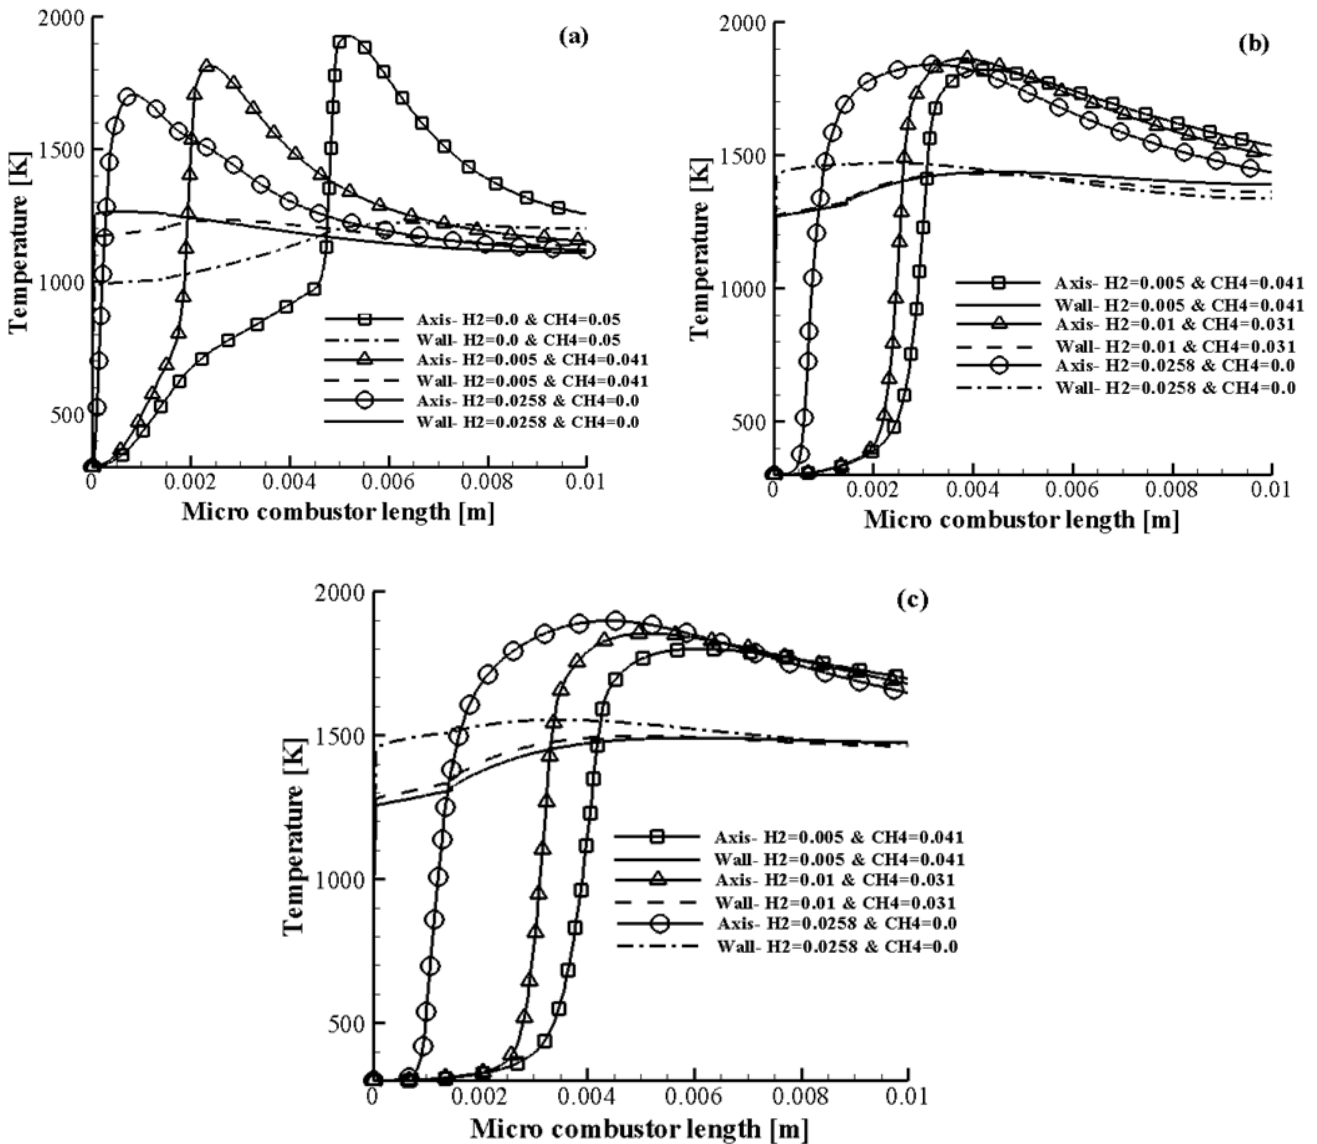 (a)
2000
1500
1000
500
Temperature [K]
Axis- H2=0.0 & CH4=0.05
Wall- H2=0.0 & CH4=0.05
Axis- H2=0.005 & CH4=0.041
Wall- H2=0.005 & CH4=0.041
Axis- H2=0.0258 & CH4=0.0
Wall- H2=0.0258 & CH4=0.0
0 0.002 0.004 0.006 0.008 0.01
Micro combustor length [m]
(b)
2000
1500
1000
500
Temperature [K]
Axis- H2=0.005 & CH4=0.041
Wall- H2=0.005 & CH4=0.041
Axis- H2=0.01 & CH4=0.031
Wall- H2=0.01 & CH4=0.031
Axis- H2=0.0258 & CH4=0.0
Wall- H2=0.0258 & CH4=0.0
0 0.002 0.004 0.006 0.008 0.01
Micro combustor length [m]
(c)
2000
1500
1000
500
Temperature [K]
Axis- H2=0.005 & CH4=0.041
Wall- H2=0.005 & CH4=0.041
Axis- H2=0.01 & CH4=0.031
Wall- H2=0.01 & CH4=0.031
Axis- H2=0.0258 & CH4=0.0
Wall- H2=0.0258 & CH4=0.0
0 0.002 0.004 0.006 0.008 0.01
Micro combustor length [m]